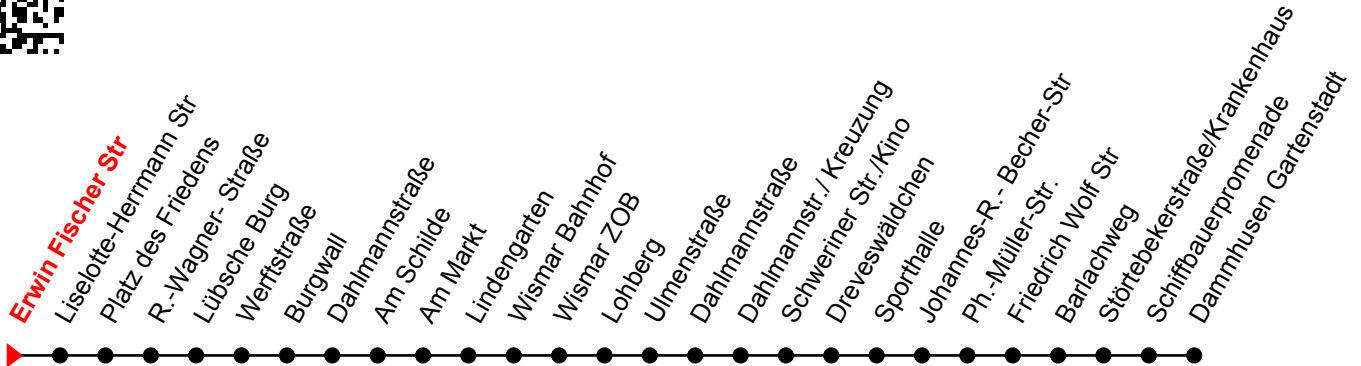 Erwin Fischer Str
Liselotte-Herrmann Str
Platz des Friedens
R.-Wagner- Straße
Lübsche Burg
Werftstraße
Burgwall
Dahlmannstraße
Am Schilde
Am Markt
Lindengarten
Wismar Bahnhof
Wismar ZOB
Lohberg
Ulmenstraße
Dahlmannstraße
Dahlmannstr./ Kreuzung
Schweriner Str./Kino
Dreveswäldchen
Sporthalle
Johannes-R.- Becher-Str
Ph.-Müller-Str.
Friedrich Wolf Str
Barlachweg
Störtebekerstraße/Krankenhaus
Schiffbauerpromenade
Dammhusen Gartenstadt